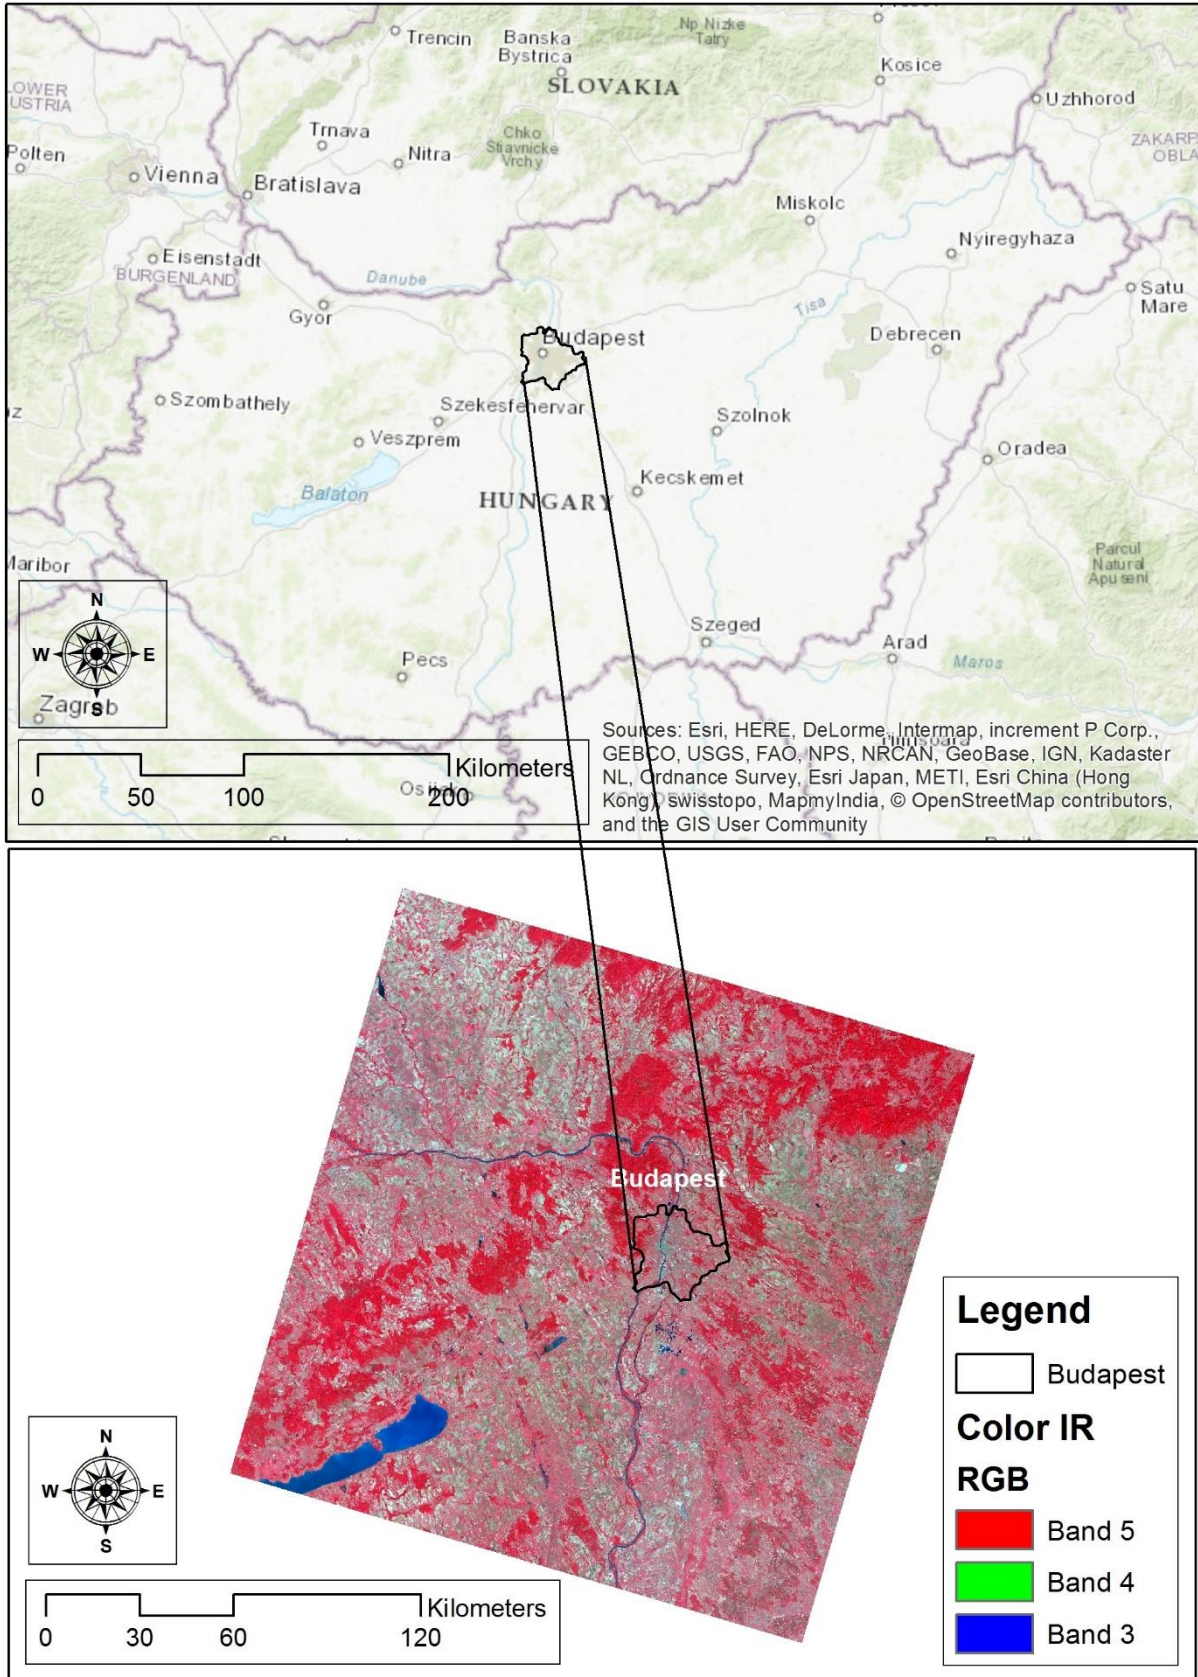 Trencin
Banska
Bystrica
Np Nizke
Tatry
Kosice
SLOVAKIA
Uzhhorod
LOWER
USTRIA
Trnava
Chko
Stiavnicke
Vrchy
Nitra
ZAKARP
OBLA
Polten
Vienna
Bratislava
Miskolc
Nyiregyhaza
Eisenstadt
BURGENLAND
Danube
Satu
Mare
Gyor
Tisa
Budapest
Debrecen
Szombathely
Szekesfehervar
Szolnok
Veszprem
Oradea
Kecskemet
Balaton
HUNGARY
Parcul
Natural
Apuseni
Maribor
N
W E
S
Szeged
Arad
Maros
Pecs
Zagreb
Kilometers
0 50 100 200
Sources: Esri, HERE, DeLorme, Intermap, increment P Corp.,
GEBCO, USGS, FAO, NPS, NRCAN, GeoBase, IGN, Kadaster
NL, Ordnance Survey, Esri Japan, METI, Esri China (Hong
Kong), swisstopo, MapmyIndia, © OpenStreetMap contributors,
and the GIS User Community
Budapest
Legend
Budapest
Color IR
RGB
Band 5
Band 4
Band 3
N
W E
S
Kilometers
0 30 60 120